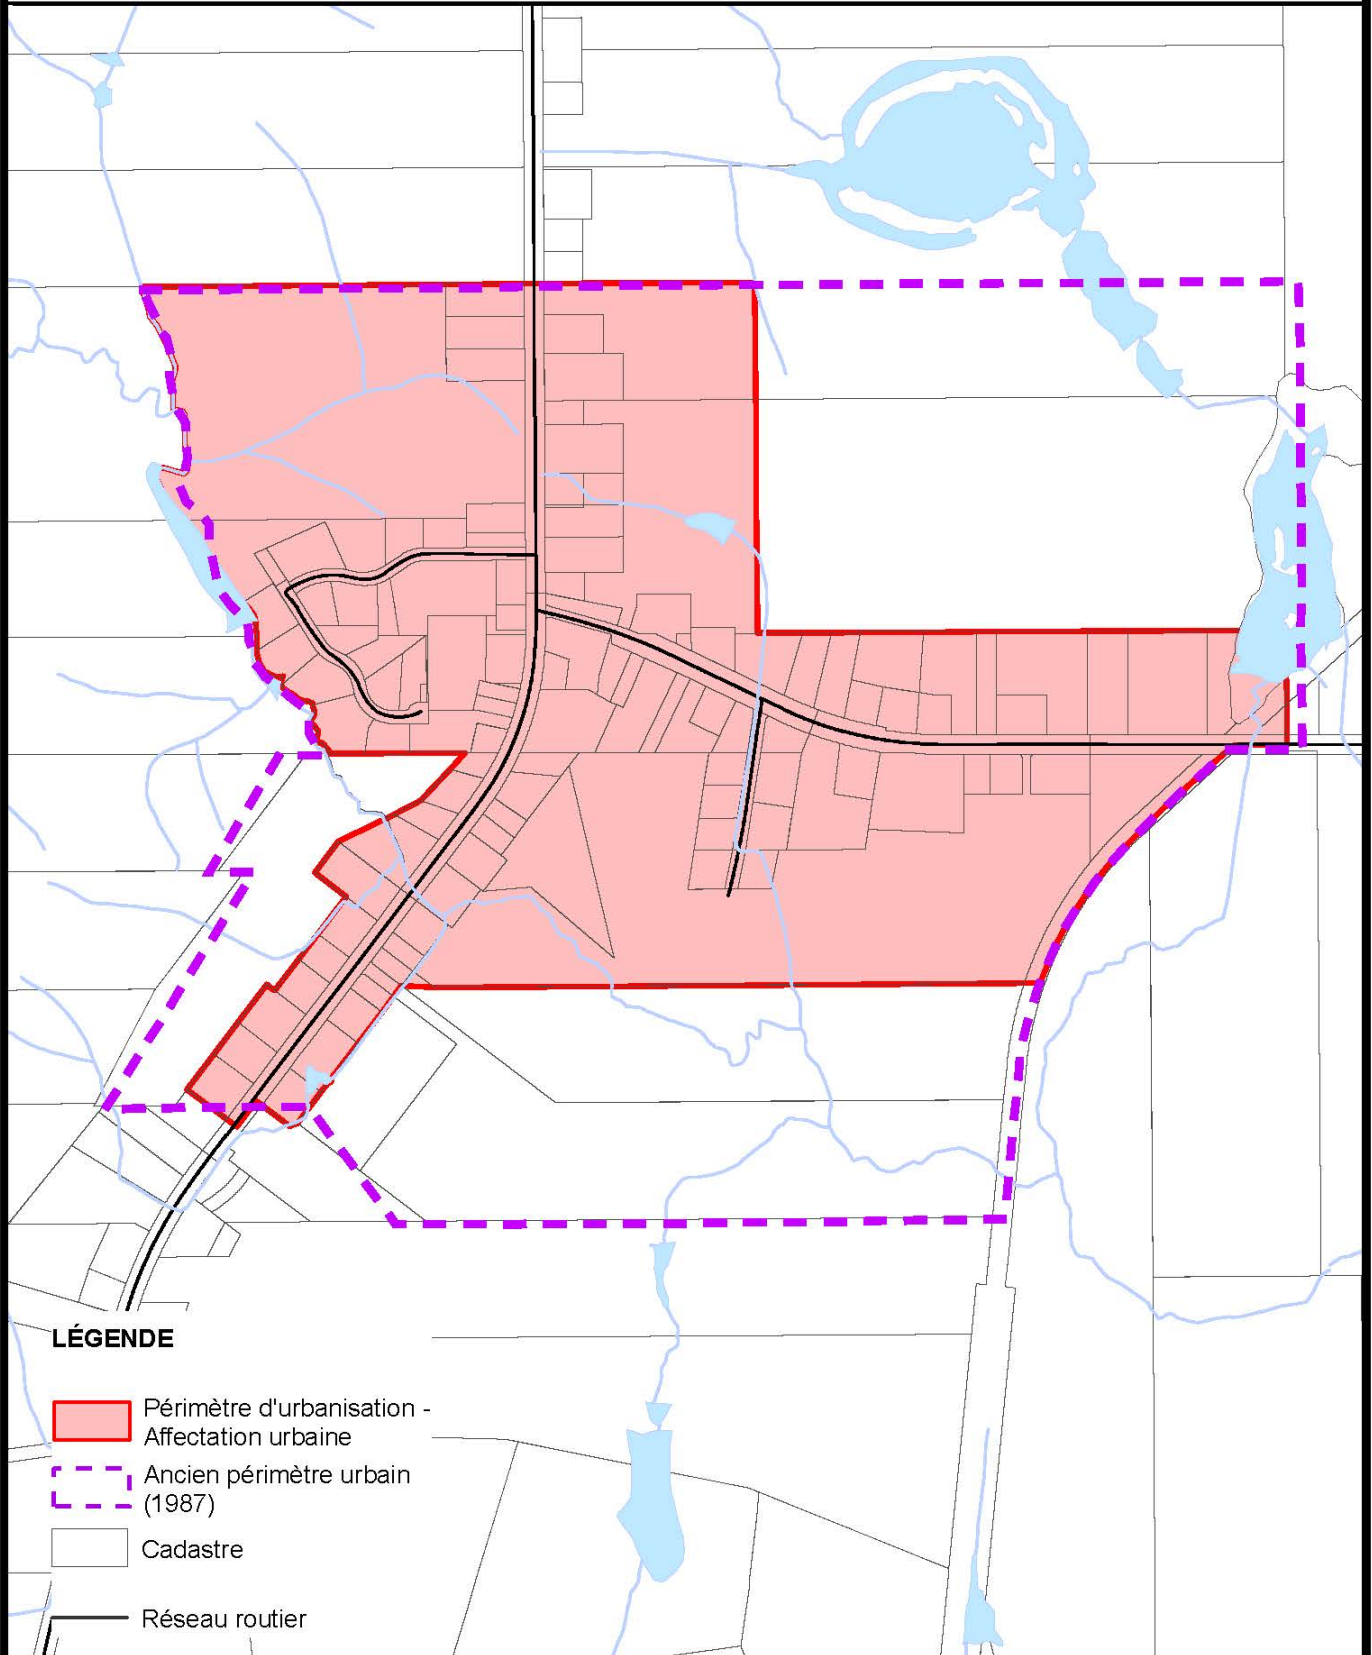 LÉGENDE
Périmètre d'urbanisation -
Affectation urbaine
Ancien périmètre urbain
(1987)
Cadastre
Réseau routier